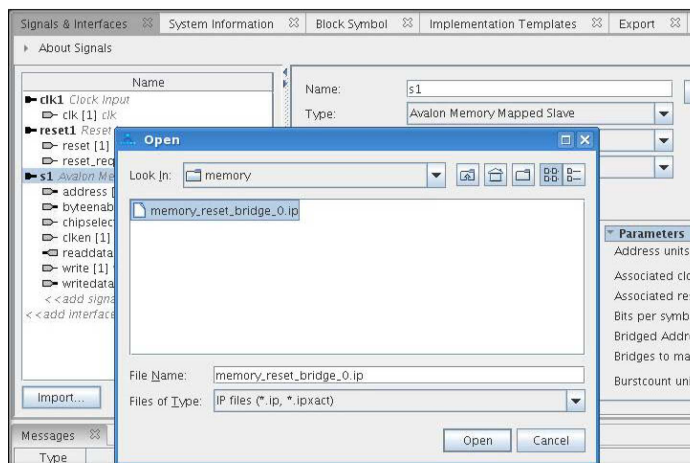 Signals & Interfaces System Information Block Symbol Implementation Templates Export
About Signals
Name
clk1 Clock Input
clk [1] clk
reset1 Reset
reset [1]
reset_req
s1 Avalon Me
address [
byteenab
chipselec
clken [1]
readdata
write [1]
writedata
<<add signa
<<add interface
Import...
Name: s1
Type: Avalon Memory Mapped Slave
Open
Look In: memory
memory_reset_bridge_0.ip
File Name: memory_reset_bridge_0.ip
Files of Type: IP files (*.ip, *.ipxact)
Open Cancel
Parameters
Address units
Associated clo
Associated re
Bits per symb
Bridged Addr
Bridges to ma
Burstcount uni
Messages
Type